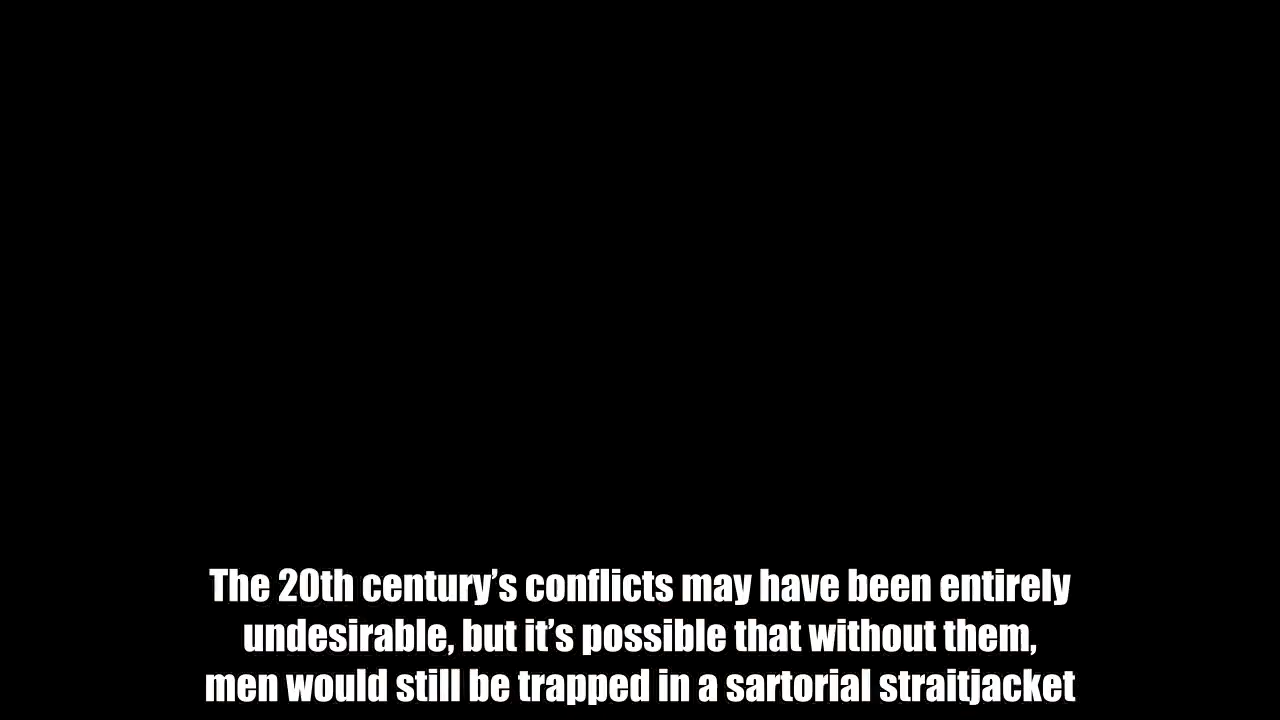 The 20th century’s conflicts may have been entirely
undesirable, but it’s possible that without them,
men would still be trapped in a sartorial straitjacket